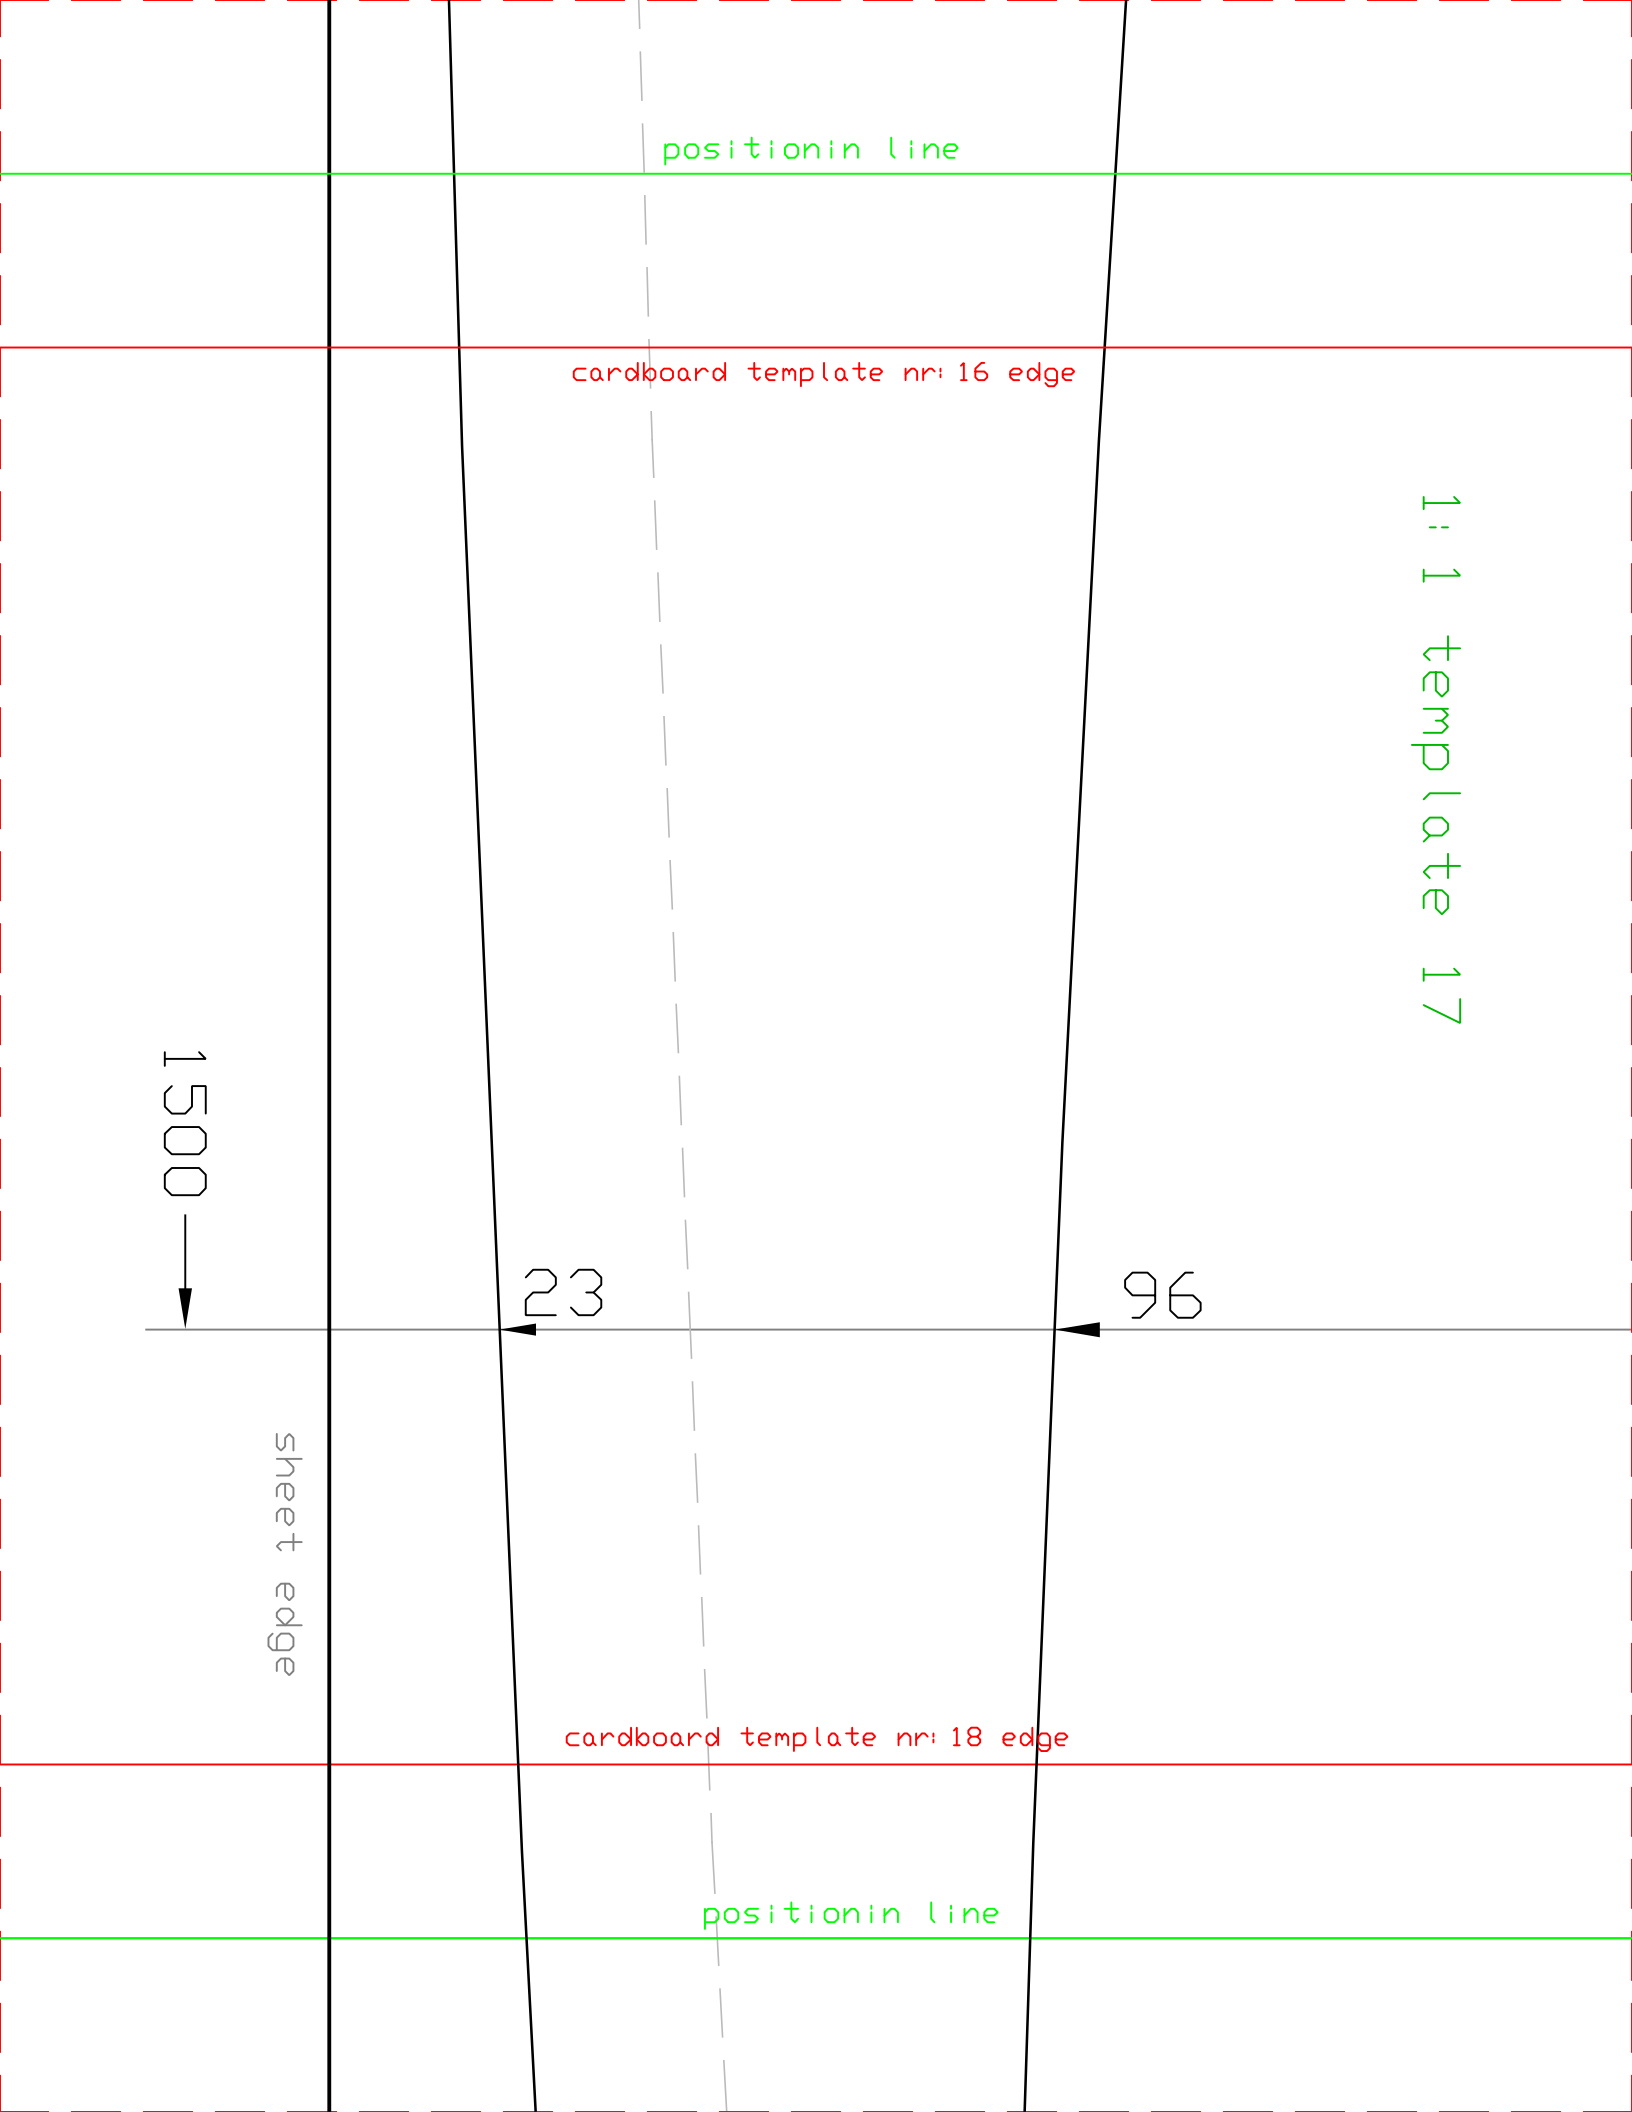 positionin line
cardboard template nr: 16 edge
1:1 template 17
1500
23
96
sheet edge
cardboard template nr: 18 edge
positionin line